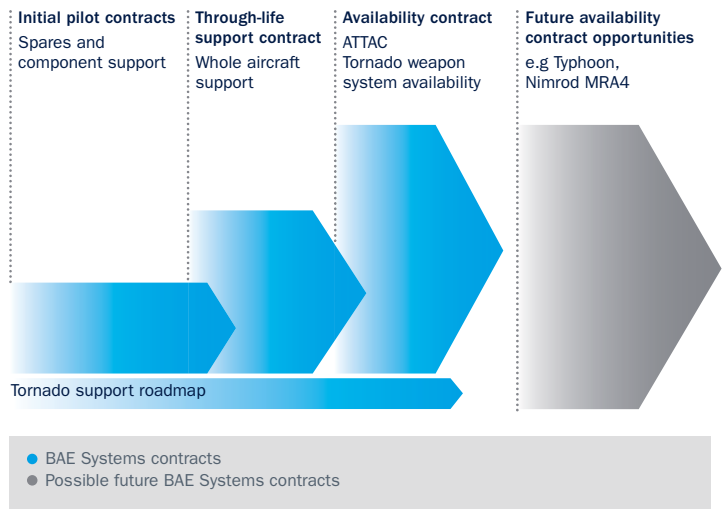 Initial pilot contracts
Spares and
component support
Through-life
support contract
Whole aircraft
support
Availability contract
ATTAC
Tornado weapon
system availability
Future availability
contract opportunities
e.g Typhoon,
Nimrod MRA4
Tornado support roadmap
BAE Systems contracts
Possible future BAE Systems contracts